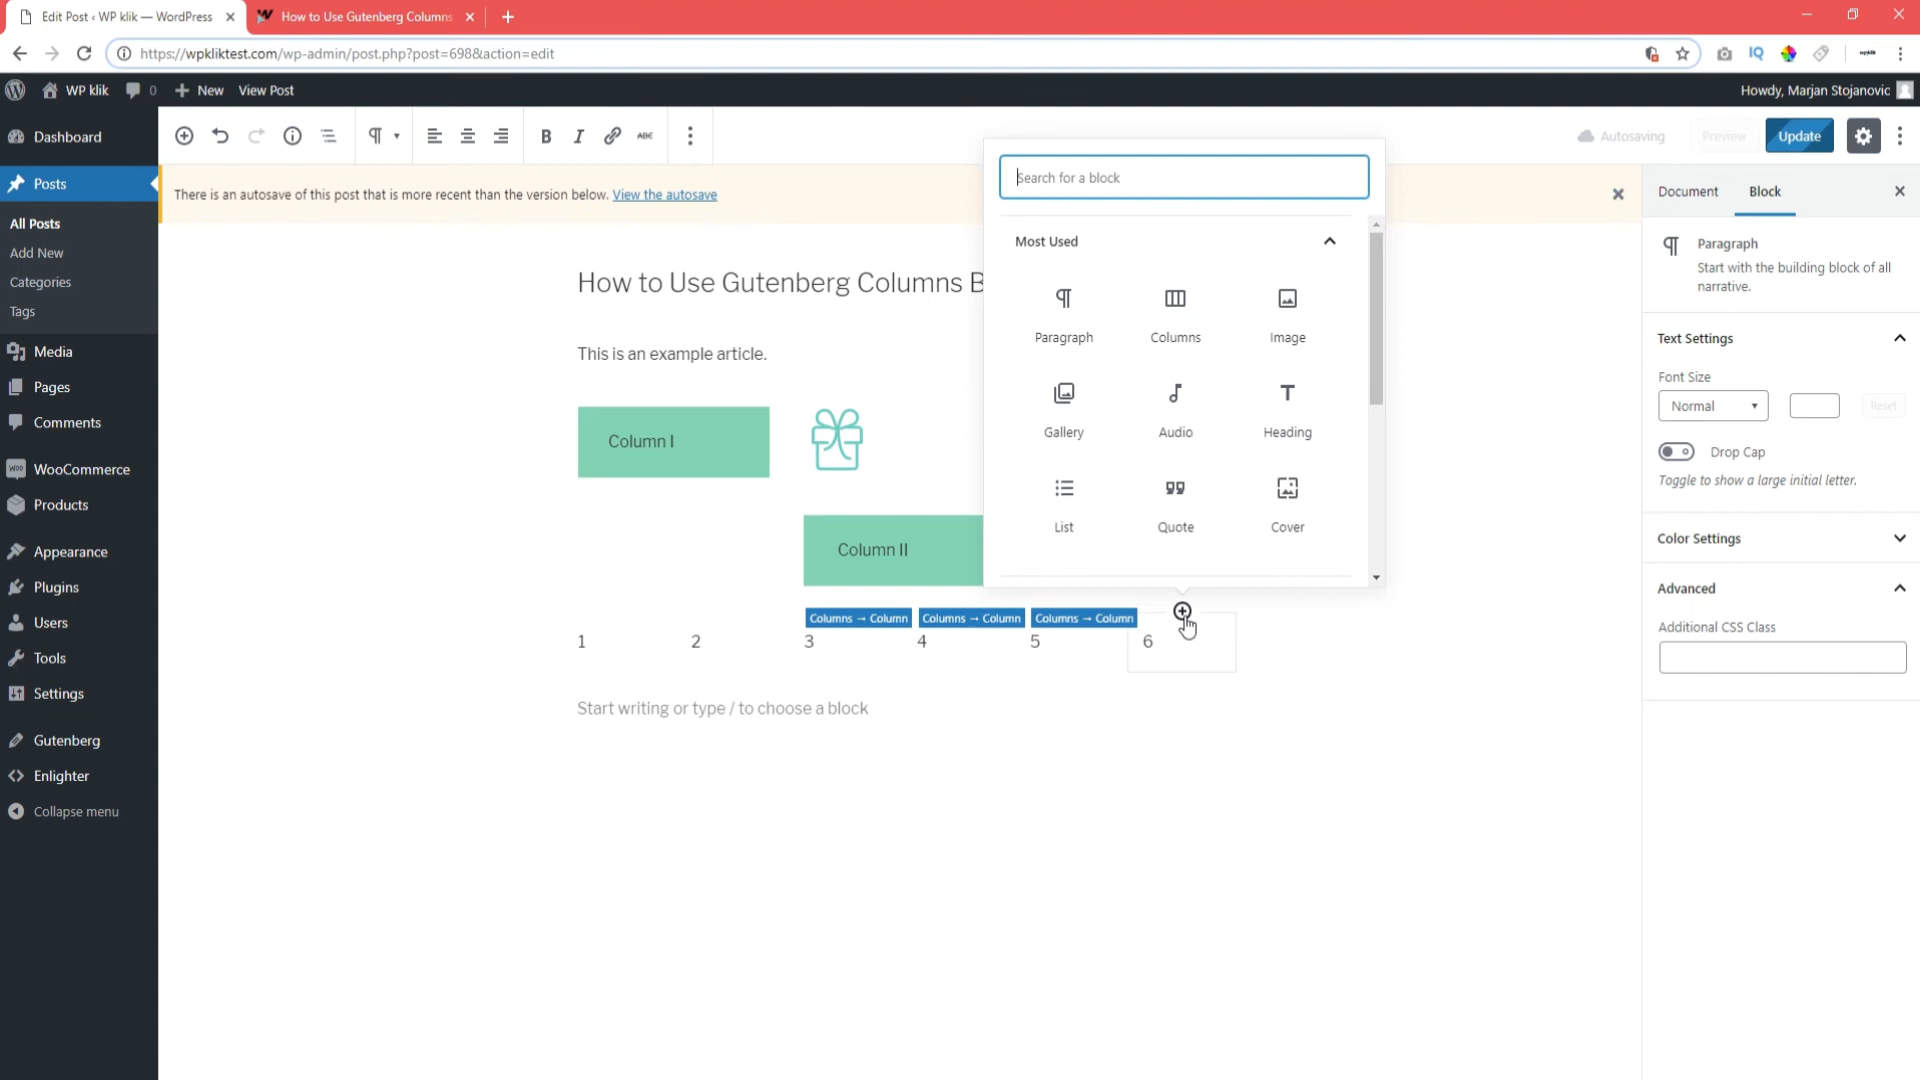 Edit Post ‹ WP klik — WordPress
How to Use Gutenberg Columns
https://wpkliktest.com/wp-admin/post.php?post=698&action=edit
IQ
WP klik 0 New View Post
Howdy, Marjan Stojanovic
Dashboard
Posts
All Posts
Add New
Categories
Tags
Media
Pages
Comments
WooCommerce
Products
Appearance
Plugins
Users
Tools
Settings
Gutenberg
Enlighter
Collapse menu
B I ABC
Autosaving Preview Update
There is an autosave of this post that is more recent than the version below. View the autosave
How to Use Gutenberg Columns B
This is an example article.
Column I
Column II
Columns → Column Columns → Column Columns → Column
1 2 3 4 5 6
Start writing or type / to choose a block
Search for a block
Most Used
Paragraph Columns Image
Gallery Audio Heading
List Quote Cover
Document Block
Paragraph
Start with the building block of all
narrative.
Text Settings
Font Size
Normal Reset
Drop Cap
Toggle to show a large initial letter.
Color Settings
Advanced
Additional CSS Class